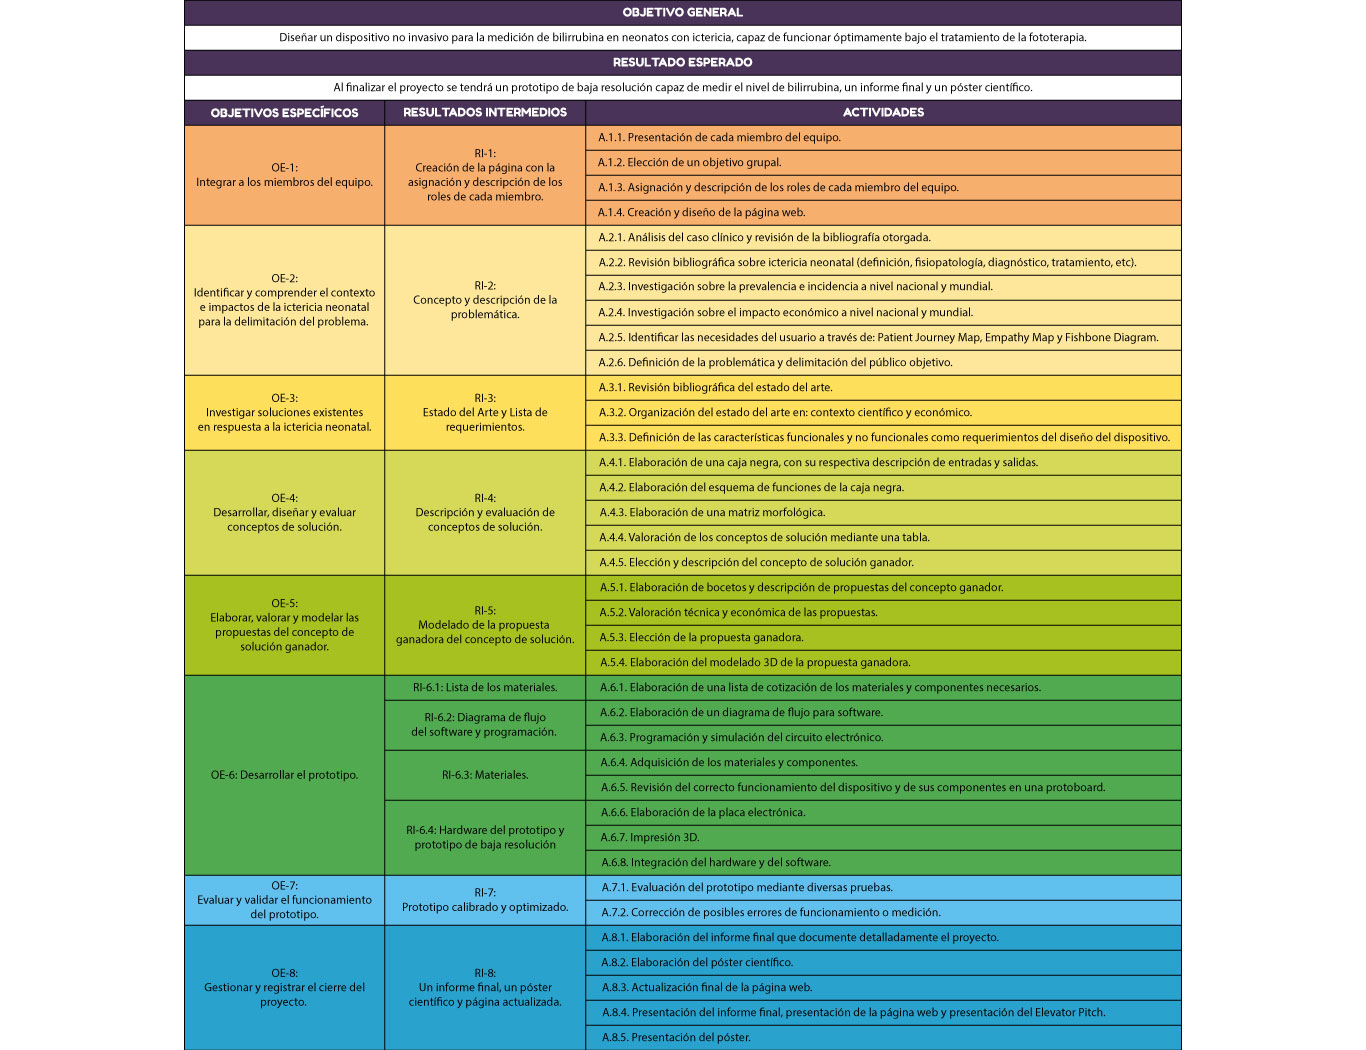 OBJETIVO GENERAL
Diseñar un dispositivo no invasivo para la medición de bilirrubina en neonatos con ictericia, capaz de funcionar óptimamente bajo el tratamiento de la fototerapia.
RESULTADO ESPERADO
Al finalizar el proyecto se tendrá un prototipo de baja resolución capaz de medir el nivel de bilirrubina, un informe final y un póster científico.
OBJETIVOS ESPECÍFICOS
RESULTADOS INTERMEDIOS
ACTIVIDADES
OE-1:
Integrar a los miembros del equipo.
RI-1:
Creación de la página con la
asignación y descripción de los
roles de cada miembro.
A.1.1. Presentación de cada miembro del equipo.
A.1.2. Elección de un objetivo grupal.
A.1.3. Asignación y descripción de los roles de cada miembro del equipo.
A.1.4. Creación y diseño de la página web.
OE-2:
Identificar y comprender el contexto
e impactos de la ictericia neonatal
para la delimitación del problema.
RI-2:
Concepto y descripción de la
problemática.
A.2.1. Análisis del caso clínico y revisión de la bibliografía otorgada.
A.2.2. Revisión bibliográfica sobre ictericia neonatal (definición, fisiopatología, diagnóstico, tratamiento, etc).
A.2.3. Investigación sobre la prevalencia e incidencia a nivel nacional y mundial.
A.2.4. Investigación sobre el impacto económico a nivel nacional y mundial.
A.2.5. Identificar las necesidades del usuario a través de: Patient Journey Map, Empathy Map y Fishbone Diagram.
A.2.6. Definición de la problemática y delimitación del público objetivo.
OE-3:
Investigar soluciones existentes
en respuesta a la ictericia neonatal.
RI-3:
Estado del Arte y Lista de
requerimientos.
A.3.1. Revisión bibliográfica del estado del arte.
A.3.2. Organización del estado del arte en: contexto científico y económico.
A.3.3. Definición de las características funcionales y no funcionales como requerimientos del diseño del dispositivo.
OE-4:
Desarrollar, diseñar y evaluar
conceptos de solución.
RI-4:
Descripción y evaluación de
conceptos de solución.
A.4.1. Elaboración de una caja negra, con su respectiva descripción de entradas y salidas.
A.4.2. Elaboración del esquema de funciones de la caja negra.
A.4.3. Elaboración de una matriz morfológica.
A.4.4. Valoración de los conceptos de solución mediante una tabla.
A.4.5. Elección y descripción del concepto de solución ganador.
OE-5:
Elaborar, valorar y modelar las
propuestas del concepto de
solución ganador.
RI-5:
Modelado de la propuesta
ganadora del concepto de solución.
A.5.1. Elaboración de bocetos y descripción de propuestas del concepto ganador.
A.5.2. Valoración técnica y económica de las propuestas.
A.5.3. Elección de la propuesta ganadora.
A.5.4. Elaboración del modelado 3D de la propuesta ganadora.
OE-6: Desarrollar el prototipo.
RI-6.1: Lista de los materiales.
A.6.1. Elaboración de una lista de cotización de los materiales y componentes necesarios.
RI-6.2: Diagrama de flujo
del software y programación.
A.6.2. Elaboración de un diagrama de flujo para software.
A.6.3. Programación y simulación del circuito electrónico.
RI-6.3: Materiales.
A.6.4. Adquisición de los materiales y componentes.
A.6.5. Revisión del correcto funcionamiento del dispositivo y de sus componentes en una protoboard.
RI-6.4: Hardware del prototipo y
prototipo de baja resolución
A.6.6. Elaboración de la placa electrónica.
A.6.7. Impresión 3D.
A.6.8. Integración del hardware y del software.
OE-7:
Evaluar y validar el funcionamiento
del prototipo.
RI-7:
Prototipo calibrado y optimizado.
A.7.1. Evaluación del prototipo mediante diversas pruebas.
A.7.2. Corrección de posibles errores de funcionamiento o medición.
OE-8:
Gestionar y registrar el cierre del
proyecto.
RI-8:
Un informe final, un póster
científico y página actualizada.
A.8.1. Elaboración del informe final que documente detalladamente el proyecto.
A.8.2. Elaboración del póster científico.
A.8.3. Actualización final de la página web.
A.8.4. Presentación del informe final, presentación de la página web y presentación del Elevator Pitch.
A.8.5. Presentación del póster.